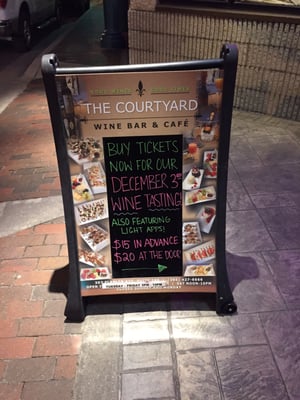 THE COURTYARD
WINE BAR & CAFÉ
BUY TICKETS
NOW FOR OUR
DECEMBER 3RD
WINE TASTING!
ALSO FEATURING
LIGHT APPS!
$15 IN ADVANCE
$20 AT THE DOOR